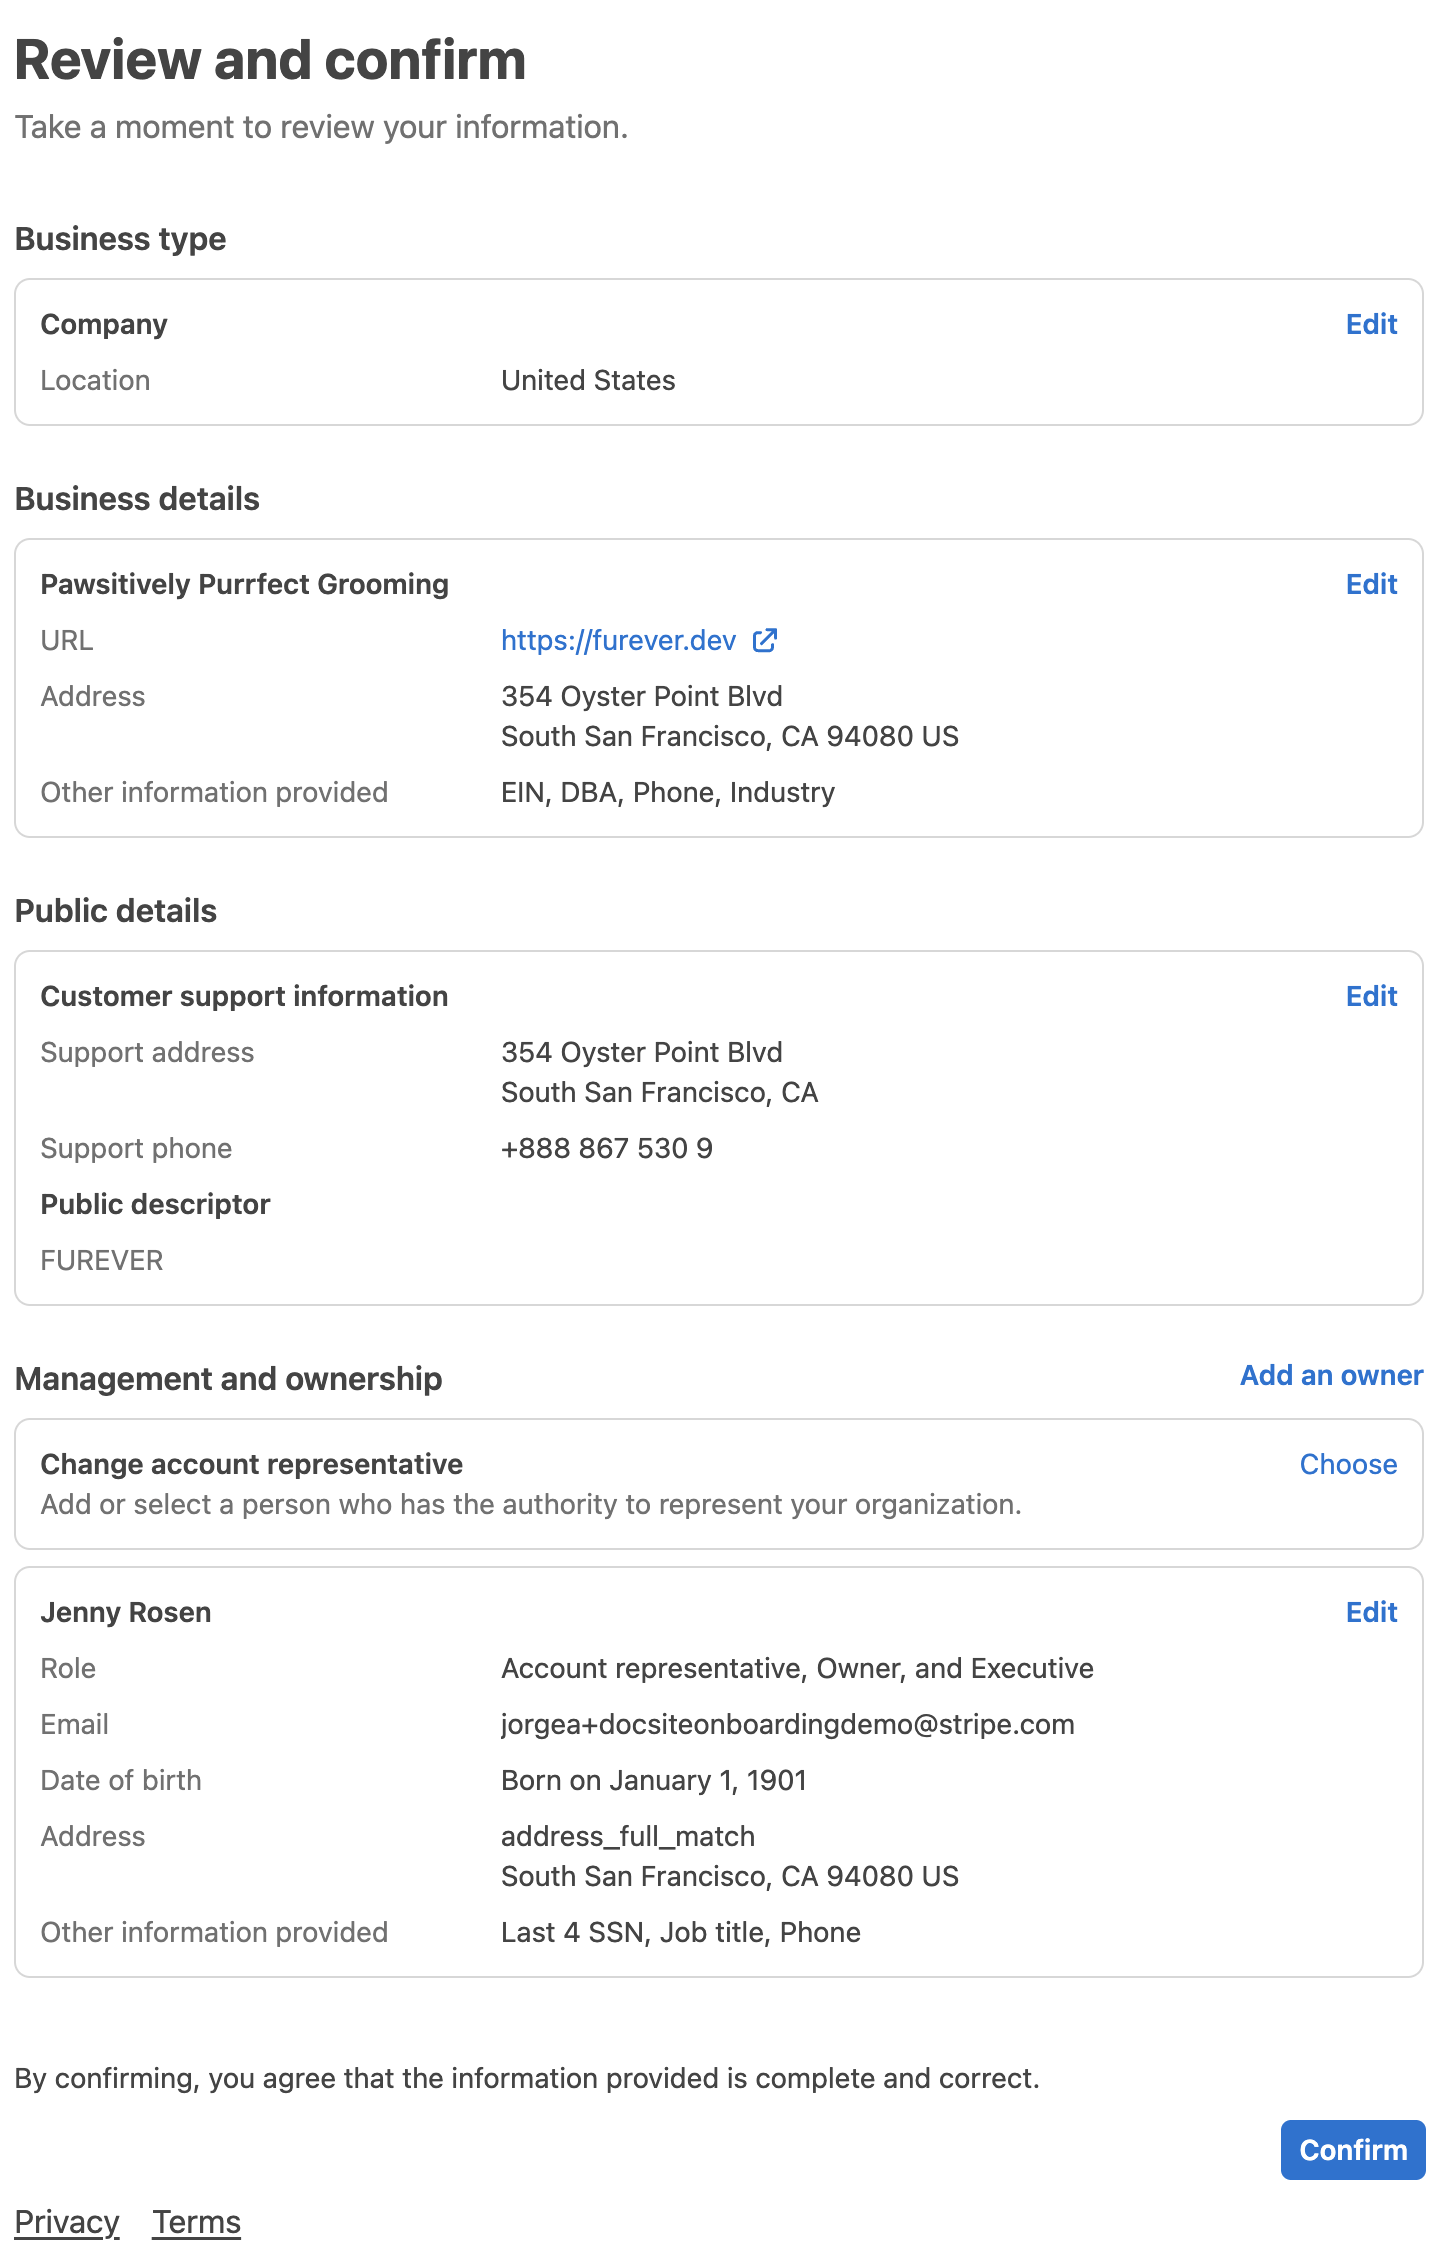 Review and confirm
Take a moment to review your information.
Business type
Company Edit
Location United States
Business details
Pawsitively Purrfect Grooming Edit
URL https://furever.dev
Address 354 Oyster Point Blvd
South San Francisco, CA 94080 US
Other information provided EIN, DBA, Phone, Industry
Public details
Customer support information Edit
Support address 354 Oyster Point Blvd
South San Francisco, CA
Support phone +888 867 530 9
Public descriptor
FUREVER
Management and ownership Add an owner
Change account representative Choose
Add or select a person who has the authority to represent your organization.
Jenny Rosen Edit
Role Account representative, Owner, and Executive
Email jorgea+docsiteonboardingdemo@stripe.com
Date of birth Born on January 1, 1901
Address address_full_match
South San Francisco, CA 94080 US
Other information provided Last 4 SSN, Job title, Phone
By confirming, you agree that the information provided is complete and correct.
Confirm
Privacy Terms